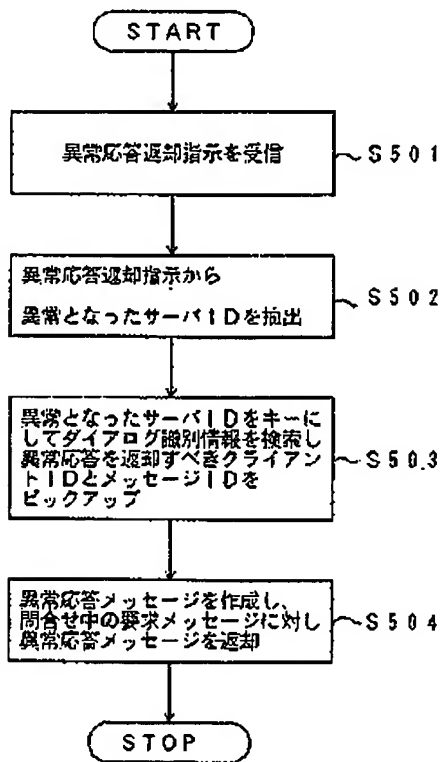 START
異常応答返却指示を受信
S501
異常応答返却指示から
異常となったサーバIDを抽出
S502
異常となったサーバIDをキーに
してダイアログ識別情報を検索し
異常応答を返却すべきクライアン
トIDとメッセージIDを
ピックアップ
S503
異常応答メッセージを作成し、
問合せ中の要求メッセージに対し
異常応答メッセージを返却
S504
STOP